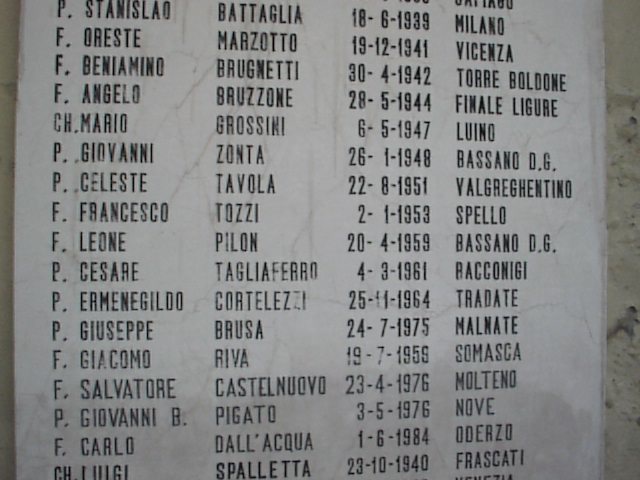 P. STANISLAO BATTAGLIA 18-6-1939 MILANO
F. ORESTE MARZOTTO 19-12-1941 VICENZA
F. BENIAMINO BRUGNETTI 30-4-1942 TORRE BOLDONE
F. ANGELO BRUZZONE 28-5-1944 FINALE LIGURE
CH. MARIO GROSSINI 6-5-1947 LUINO
P. GIOVANNI ZONTA 26-1-1948 BASSANO D.G.
P. CELESTE TAVOLA 22-8-1951 VALGREGHENTINO
F. FRANCESCO TOZZI 2-1-1953 SPELLO
F. LEONE PILON 20-4-1959 BASSANO D.G.
P. CESARE TAGLIAFERRO 4-3-1961 RACCONIGI
P. ERMENEGILDO CORTELEZZI 25-11-1964 TRADATE
P. GIUSEPPE BRUSA 24-7-1975 MALNATE
F. GIACOMO RIVA 19-7-1959 SOMASCA
F. SALVATORE CASTELNUOVO 23-4-1976 MOLTENO
P. GIOVANNI B. PIGATO 3-5-1976 NOVE
F. CARLO DALL'ACQUA 1-6-1984 ODERZO
CH. LUIGI SPALLETTA 23-10-1940 FRASCATI
VENEZIA